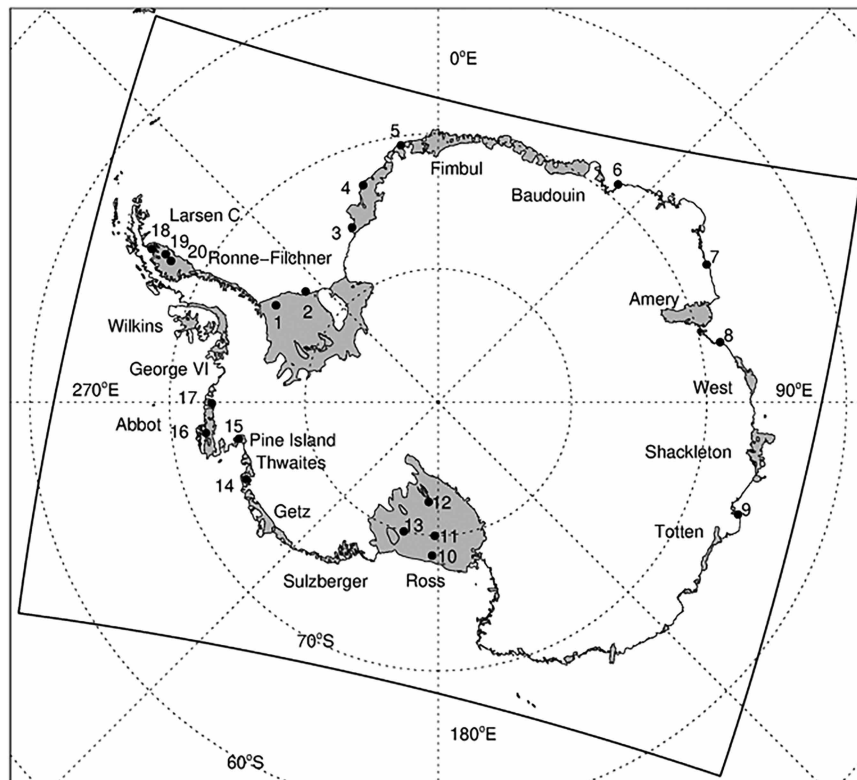 0°E
5
Fimbul
6
4
Baudouin
Larsen C
18
19
20
3
Ronne-Filchner
7
1
2
Amery
Wilkins
8
George VI
West
270°E
17
90°E
Abbot
16
15
Pine Island
Thwaites
Shackleton
14
12
9
Getz
13
11
Totten
10
Sulzberger
Ross
70°S
180°E
60°S